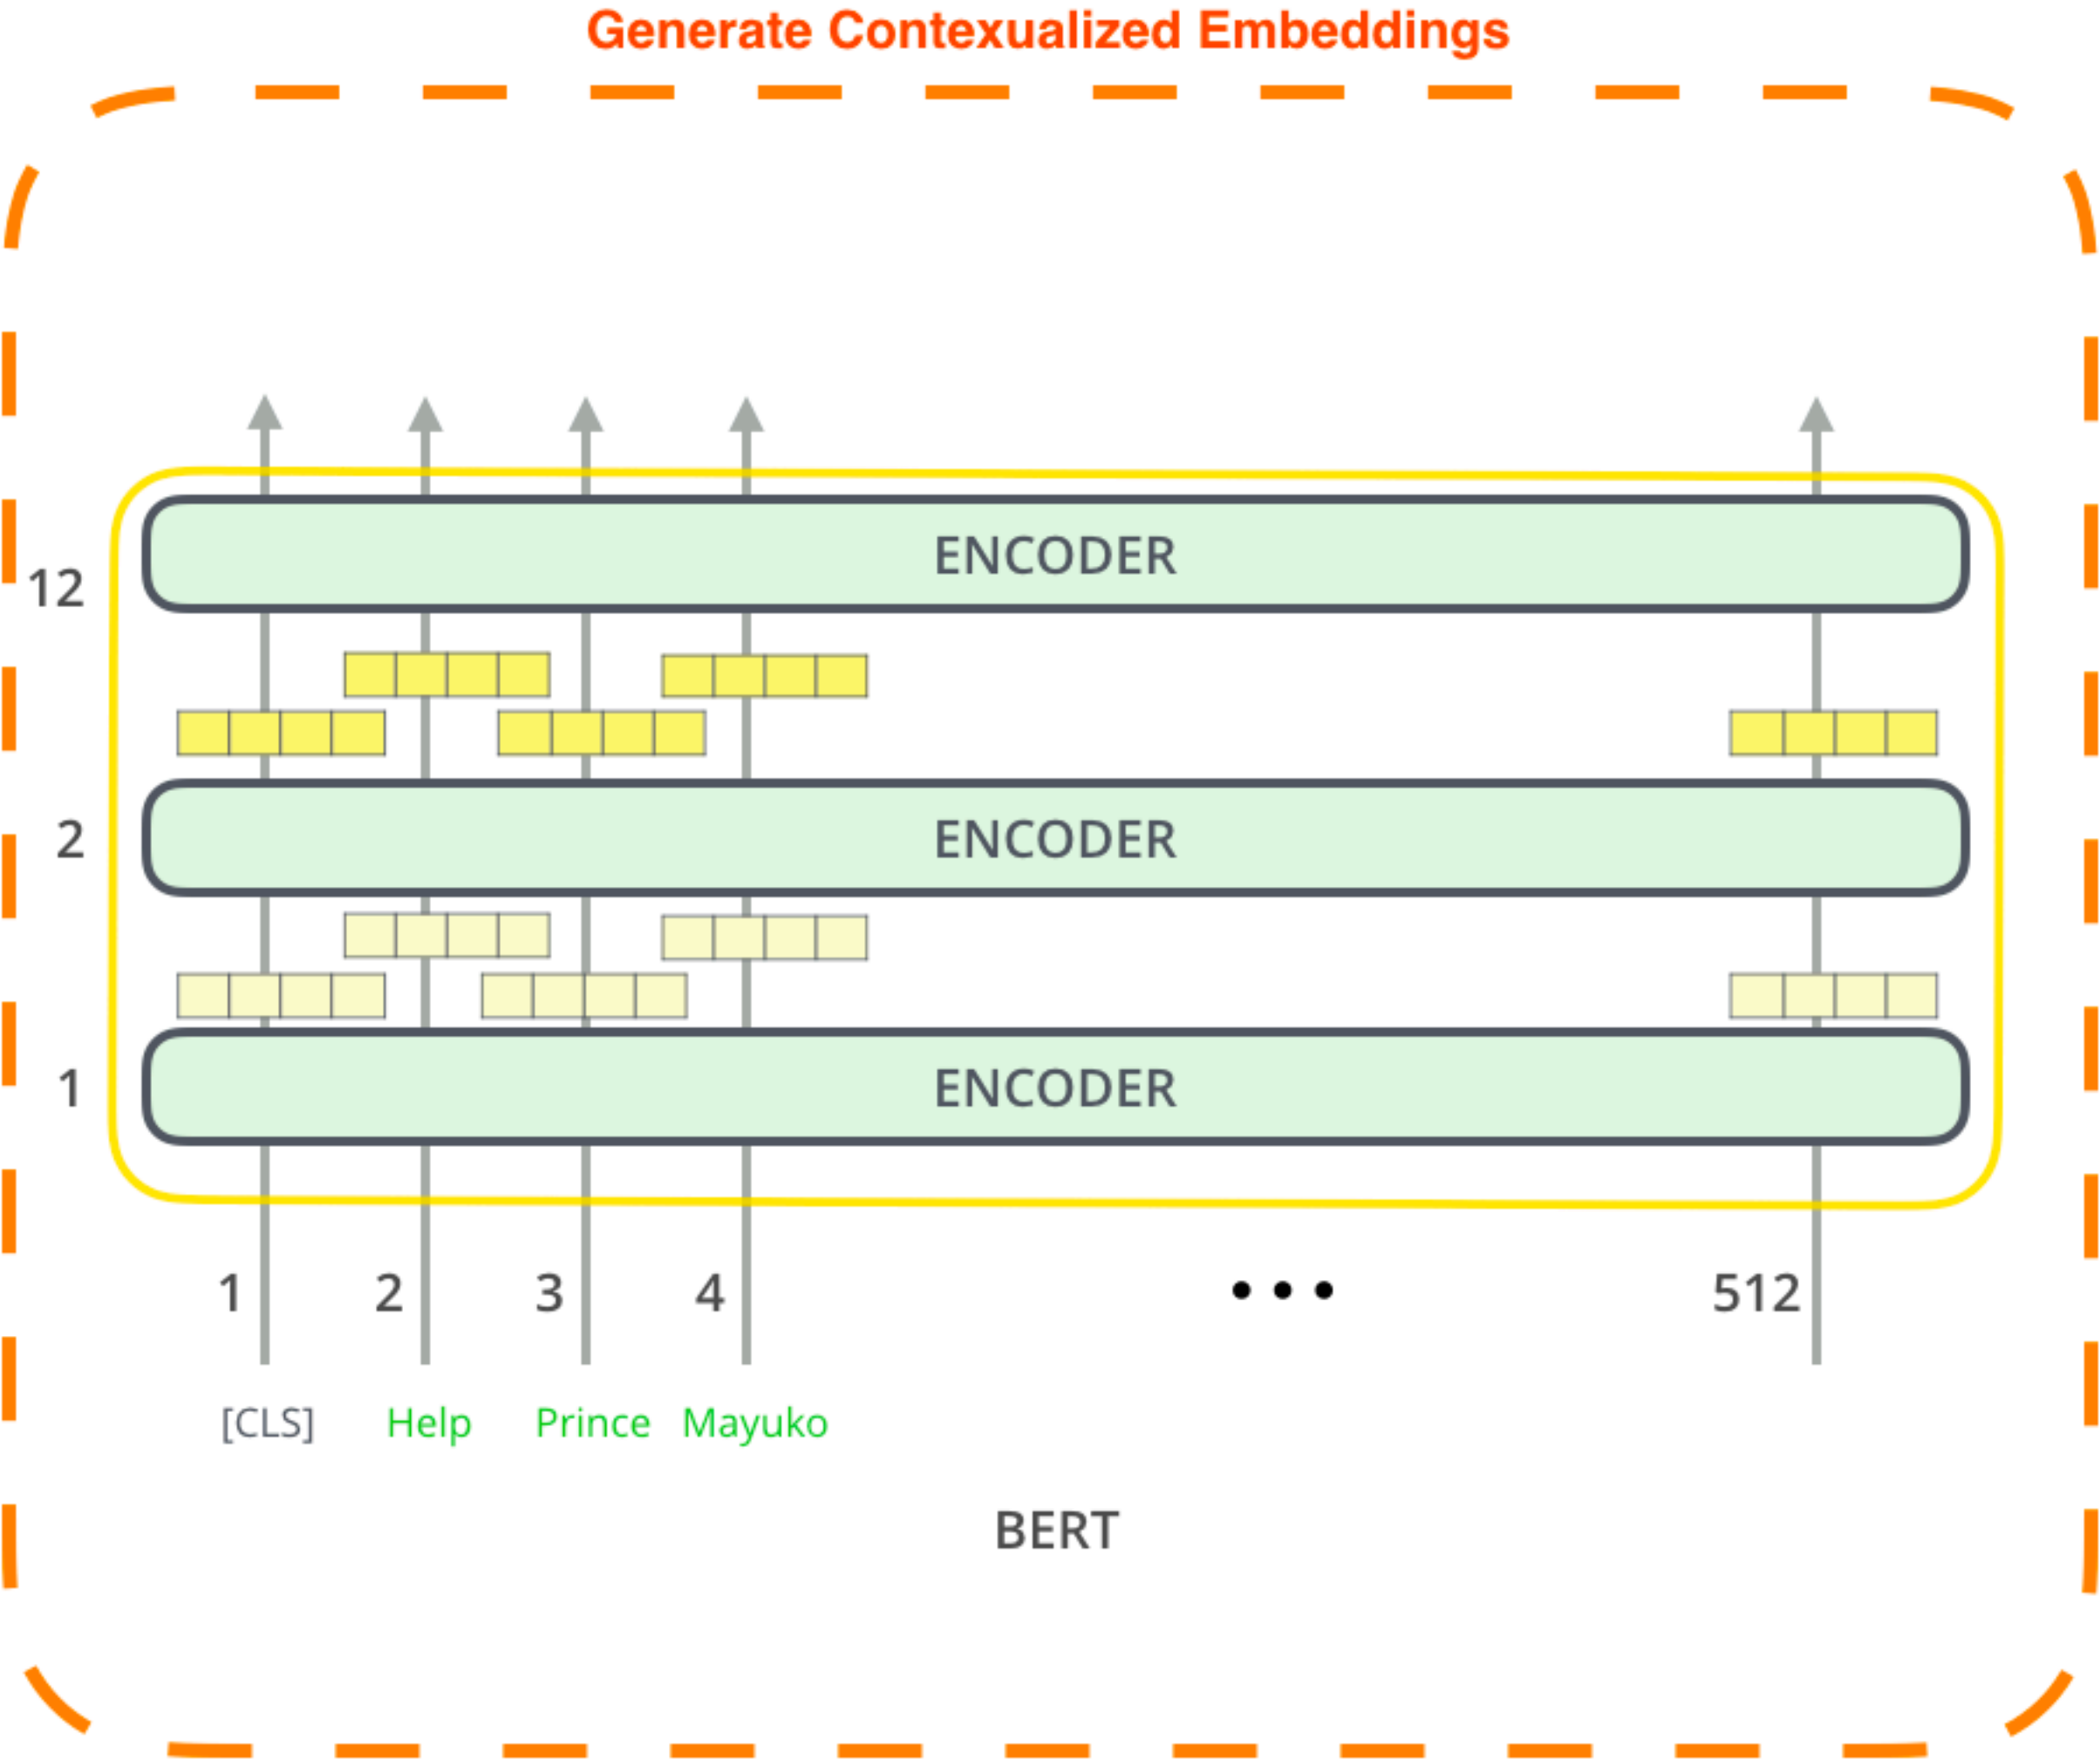 Generate Contexualized Embeddings
12 ENCODER
2 ENCODER
1 ENCODER
1 2 3 4 ••• 512
[CLS] Help Prince Mayuko
BERT